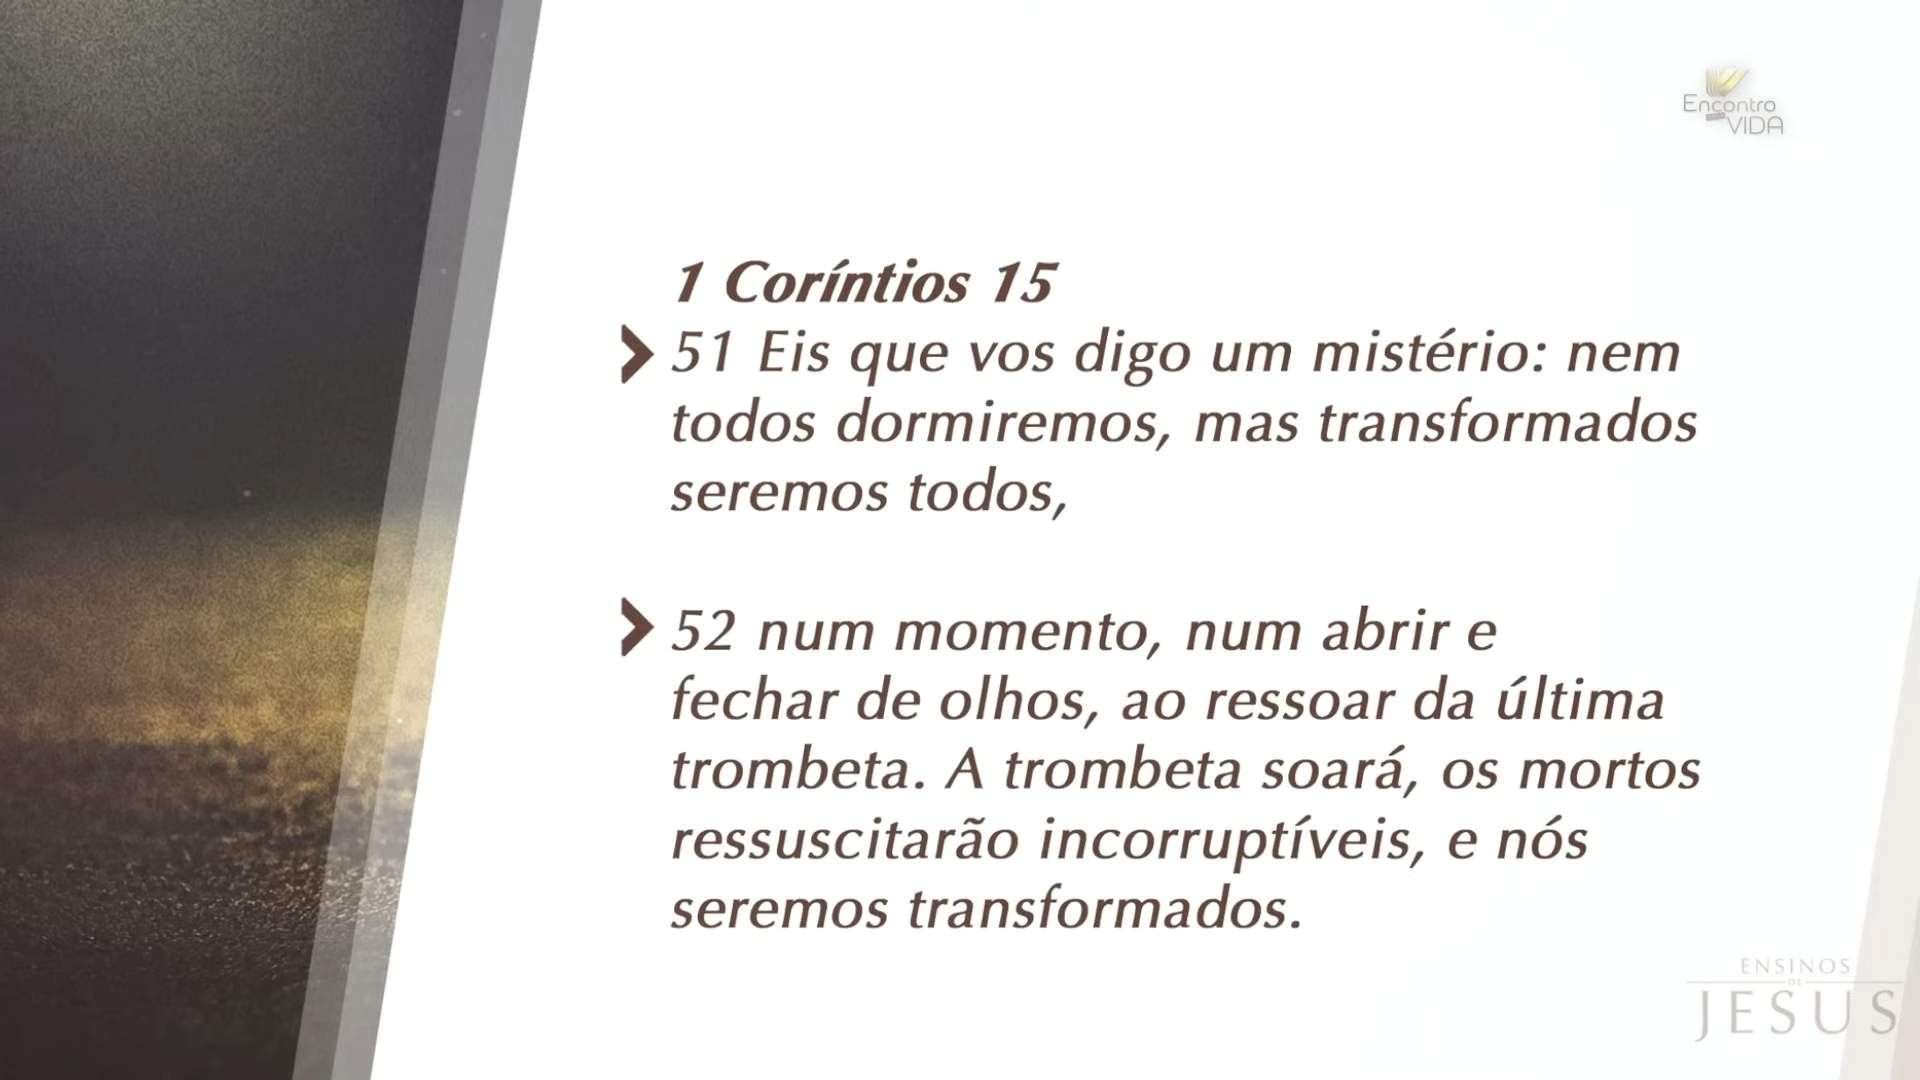 Encontro
VIDA
1 Coríntios 15
51 Eis que vos digo um mistério: nem
todos dormiremos, mas transformados
seremos todos,
52 num momento, num abrir e
fechar de olhos, ao ressoar da última
trombeta. A trombeta soará, os mortos
ressuscitarão incorruptíveis, e nós
seremos transformados.
ENSINOS
DE
JESUS